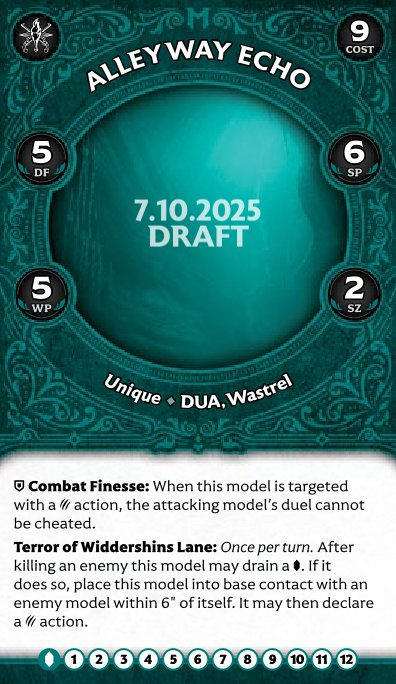 9
COST
ALLEYWAY ECHO
5
DF
6
SP
7.10.2025
DRAFT
5
WP
2
SZ
Unique ◆ DUA, Wastrel
Combat Finesse: When this model is targeted
with a action, the attacking model’s duel cannot
be cheated.
Terror of Widdershins Lane: Once per turn. After
killing an enemy this model may drain a . If it
does so, place this model into base contact with an
enemy model within 6" of itself. It may then declare
a action.
1 2 3 4 5 6 7 8 9 10 11 12